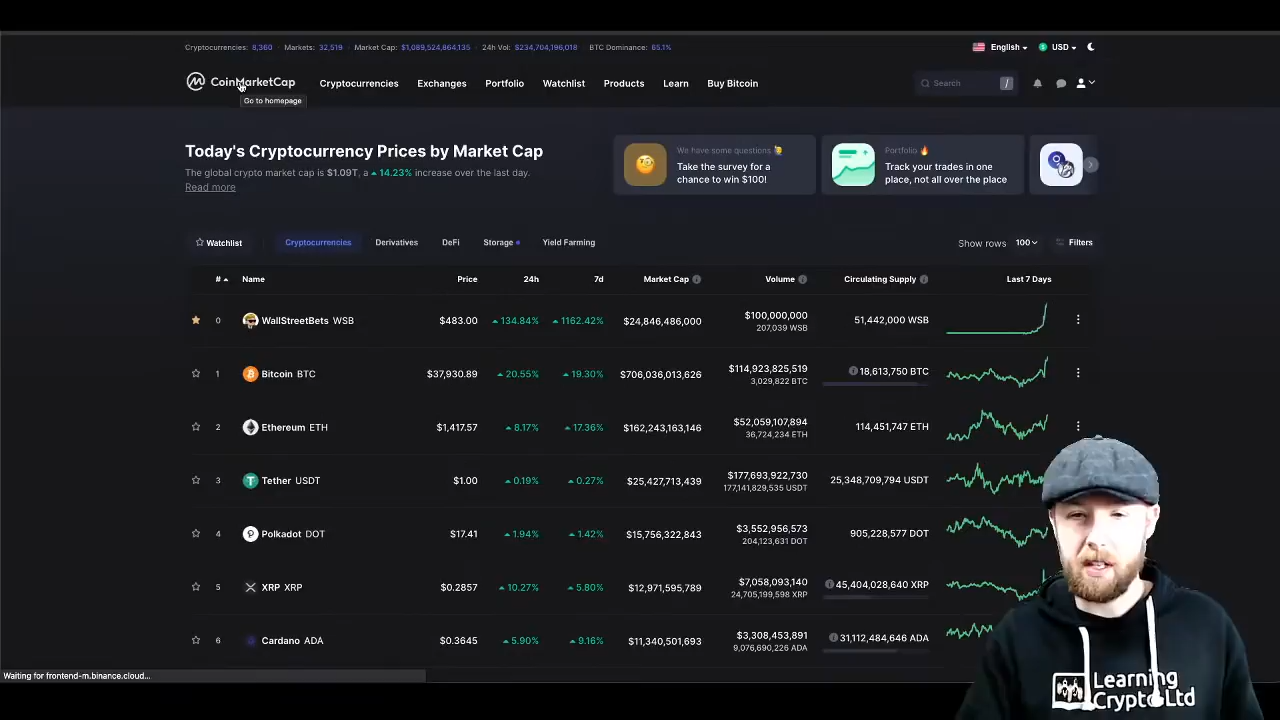 Cryptocurrencies: 8,360 Markets: 32,519 Market Cap: $1,089,524,864,135 24h Vol: $234,704,196,018 BTC Dominance: 65.1% English USD
CoinMarketCap Cryptocurrencies Exchanges Portfolio Watchlist Products Learn Buy Bitcoin Search /
Go to homepage
Today's Cryptocurrency Prices by Market Cap
The global crypto market cap is $1.09T, a 14.23% increase over the last day.
Read more
We have some questions
Take the survey for a
chance to win $100!
Portfolio
Track your trades in one
place, not all over the place
Watchlist Cryptocurrencies Derivatives DeFi Storage Yield Farming Show rows 100 Filters
# Name Price 24h 7d Market Cap Volume Circulating Supply Last 7 Days
0 WallStreetBets WSB $483.00 134.84% 1162.42% $24,846,486,000 $100,000,000 51,442,000 WSB
207,039 WSB
1 Bitcoin BTC $37,930.89 20.55% 19.30% $706,036,013,626 $114,923,825,519 18,613,750 BTC
3,029,822 BTC
2 Ethereum ETH $1,417.57 8.17% 17.36% $162,243,163,146 $52,059,107,894 114,451,747 ETH
36,724,234 ETH
3 Tether USDT $1.00 0.19% 0.27% $25,427,713,439 $177,693,922,730 25,348,709,794 USDT
177,141,829,535 USDT
4 Polkadot DOT $17.41 1.94% 1.42% $15,756,322,843 $3,552,956,573 905,228,577 DOT
204,123,631 DOT
5 XRP XRP $0.2857 10.27% 5.80% $12,971,595,789 $7,058,093,140 45,404,028,640 XRP
24,705,199,598 XRP
6 Cardano ADA $0.3645 5.90% 9.16% $11,340,501,693 $3,308,453,891 31,112,484,646 ADA
9,076,690,226 ADA
Waiting for frontend-m.binance.cloud...
Learning
Crypto Ltd